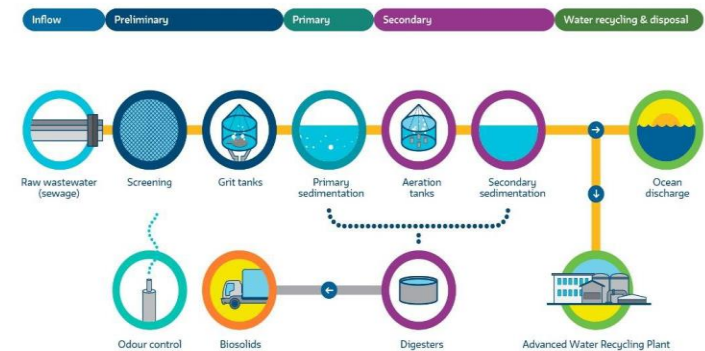 Inflow
Preliminary
Primary
Secondary
Water recycling & disposal
Raw wastewater
(sewage)
Screening
Grit tanks
Primary
sedimentation
Aeration
tanks
Secondary
sedimentation
Ocean
discharge
Odour control
Biosolids
Digesters
Advanced Water Recycling Plant